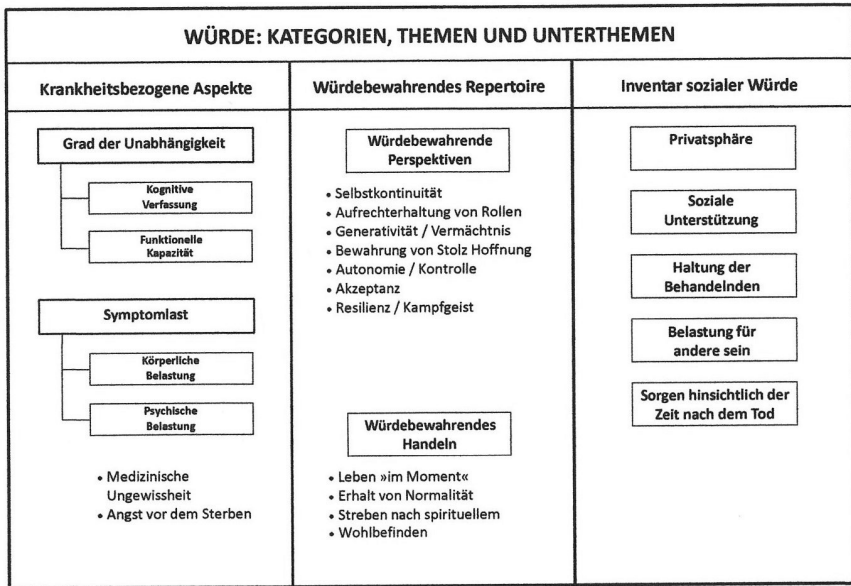 WÜRDE: KATEGORIEN, THEMEN UND UNTERTHEMEN
Krankheitsbezogene Aspekte
Grad der Unabhängigkeit
Kognitive
Verfassung
Funktionelle
Kapazität
Symptomlast
Körperliche
Belastung
Psychische
Belastung
• Medizinische
Ungewissheit
• Angst vor dem Sterben
Würdebewahrendes Repertoire
Würdebewahrende
Perspektiven
• Selbstkontinuität
• Aufrechterhaltung von Rollen
• Generativität / Vermächtnis
• Bewahrung von Stolz Hoffnung
• Autonomie / Kontrolle
• Akzeptanz
• Resilienz / Kampfgeist
Würdebewahrendes
Handeln
• Leben »im Moment«
• Erhalt von Normalität
• Streben nach spirituellem
• Wohlbefinden
Inventar sozialer Würde
Privatsphäre
Soziale
Unterstützung
Haltung der
Behandelnden
Belastung für
andere sein
Sorgen hinsichtlich der
Zeit nach dem Tod